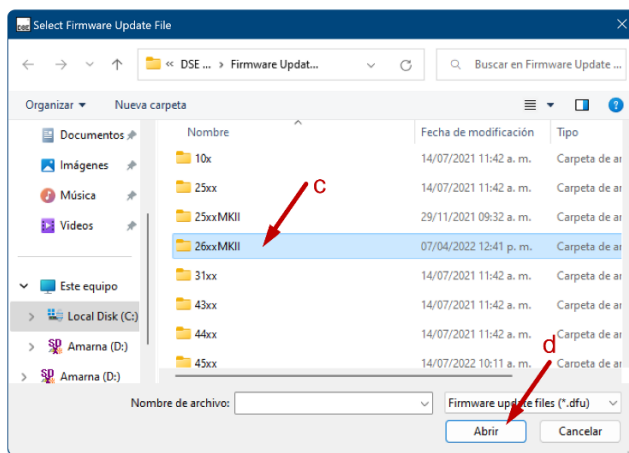 DSE Select Firmware Update File
« DSE ... > Firmware Updat... Buscar en Firmware Update ...
Organizar Nueva carpeta
Documentos
Imágenes
Música
Videos
Este equipo
Local Disk (C:)
Amarna (D:)
Amarna (D:)
Nombre Fecha de modificación Tipo
10x 14/07/2021 11:42 a. m. Carpeta de ar
25xx 14/07/2021 11:42 a. m. Carpeta de ar
c
25xxMKII 29/11/2021 09:32 a. m. Carpeta de ar
26xxMKII 07/04/2022 12:41 p. m. Carpeta de ar
31xx 14/07/2021 11:42 a. m. Carpeta de ar
43xx 14/07/2021 11:42 a. m. Carpeta de ar
44xx 14/07/2021 11:42 a. m. Carpeta de ar
d
45xx 14/07/2022 10:11 a. m. Carpeta de ar
Nombre de archivo: Firmware update files (*.dfu)
Abrir Cancelar